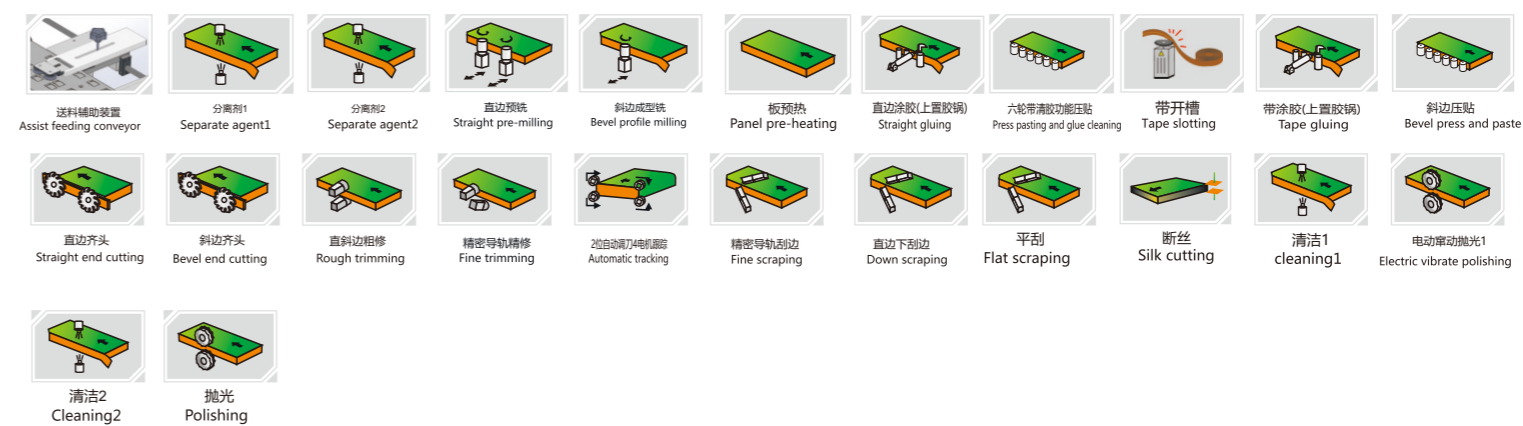 送料辅助装置
Assist feeding conveyor
分离剂1
Separate agent1
分离剂2
Separate agent2
直边预铣
Straight pre-milling
斜边成型铣
Bevel profile milling
板预热
Panel pre-heating
直边涂胶(上置胶锅)
Straight gluing
六轮带清胶功能压贴
Press pasting and glue cleaning
带开槽
Tape slotting
带涂胶(上置胶锅)
Tape gluing
斜边压贴
Bevel press and paste
直边齐头
Straight end cutting
斜边齐头
Bevel end cutting
直斜边粗修
Rough trimming
精密导轨精修
Fine trimming
2位自动调刀4电机跟踪
Automatic tracking
精密导轨刮边
Fine scraping
直边下刮边
Down scraping
平刮
Flat scraping
断丝
Silk cutting
清洁1
cleaning1
电动窜动抛光1
Electric vibrate polishing
清洁2
Cleaning2
抛光
Polishing